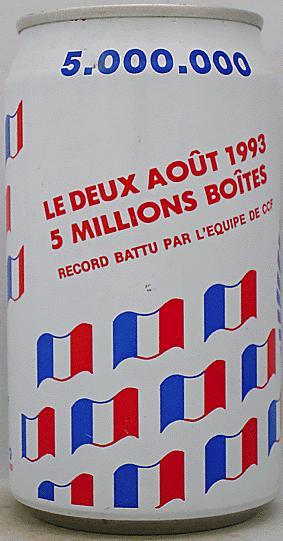 5.000.000
LE DEUX AOÛT 1993
5 MILLIONS BOÎTES
RECORD BATTU PAR L'EQUIPE DE CCF